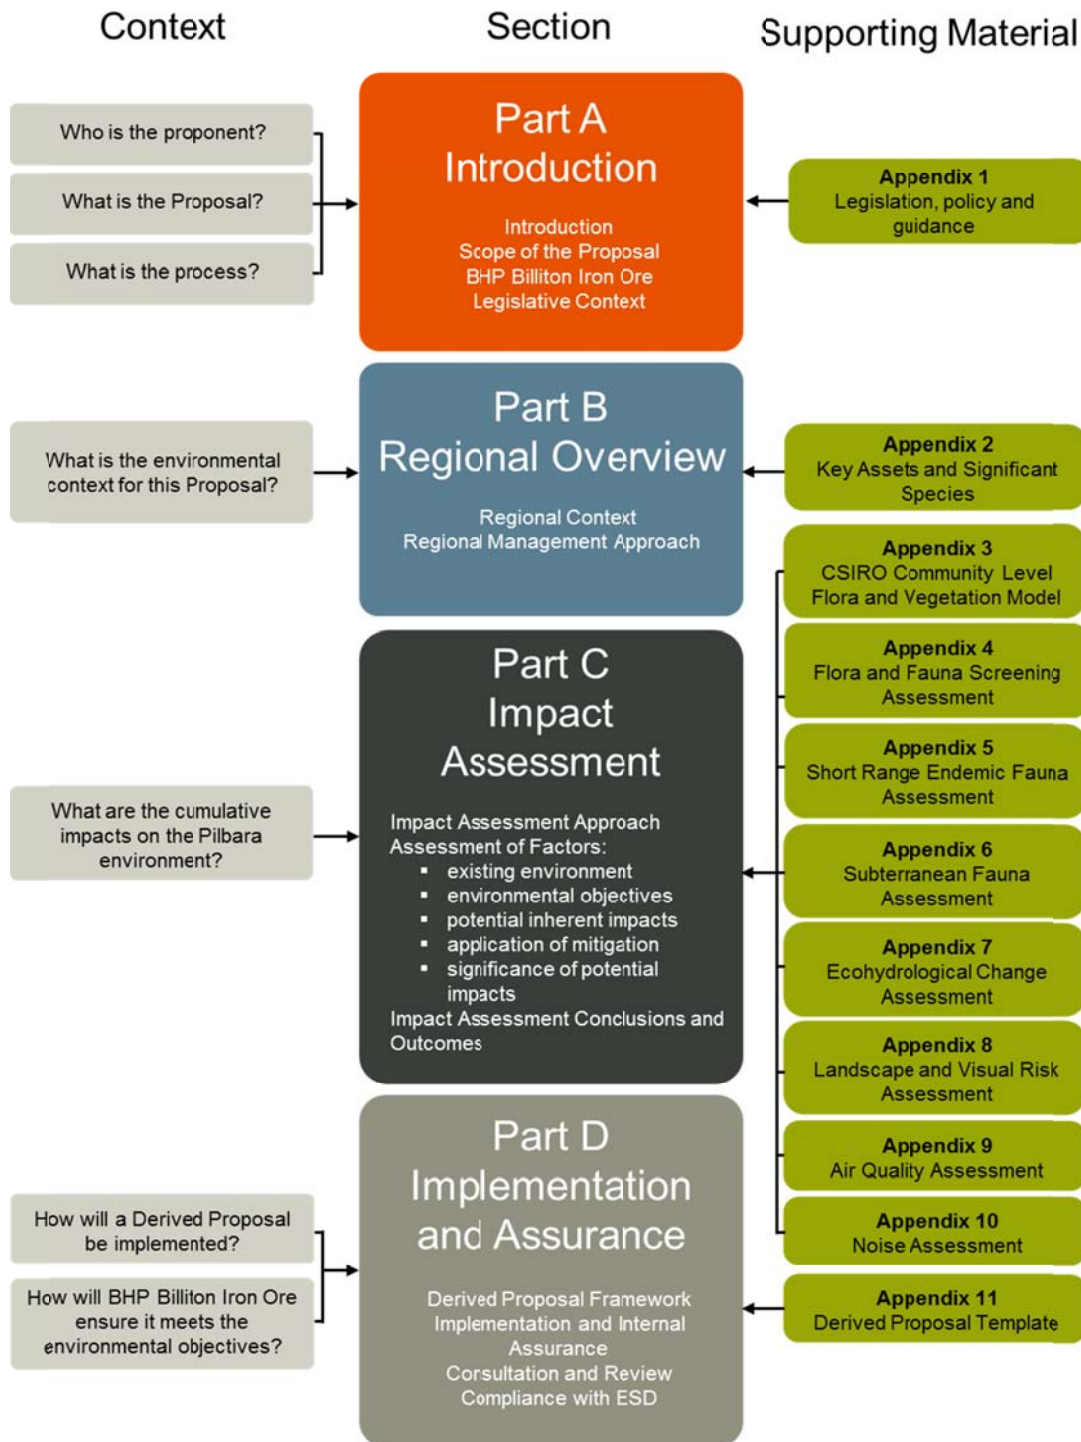 Context
Section
Supporting Material
Who is the proponent?
What is the Proposal?
What is the process?
Part A
Introduction
Introduction
Scope of the Proposal
BHP Billiton Iron Ore
Legislative Context
Appendix 1
Legislation, policy and
guidance
What is the environmental
context for this Proposal?
Part B
Regional Overview
Regional Context
Regional Management Approach
Appendix 2
Key Assets and Significant
Species
What are the cumulative
impacts on the Pilbara
environment?
Part C
Impact
Assessment
Impact Assessment Approach
Assessment of Factors:
▪ existing environment
▪ environmental objectives
▪ potential inherent impacts
▪ application of mitigation
▪ significance of potential
impacts
Impact Assessment Conclusions and
Outcomes
Appendix 3
CSIRO Community Level
Flora and Vegetation Model
Appendix 4
Flora and Fauna Screening
Assessment
Appendix 5
Short Range Endemic Fauna
Assessment
Appendix 6
Subterranean Fauna
Assessment
Appendix 7
Ecohydrological Change
Assessment
Appendix 8
Landscape and Visual Risk
Assessment
Appendix 9
Air Quality Assessment
Appendix 10
Noise Assessment
How will a Derived Proposal
be implemented?
How will BHP Billiton Iron Ore
ensure it meets the
environmental objectives?
Part D
Implementation
and Assurance
Derived Proposal Framework
Implementation and Internal
Assurance
Consultation and Review
Compliance with ESD
Appendix 11
Derived Proposal Template